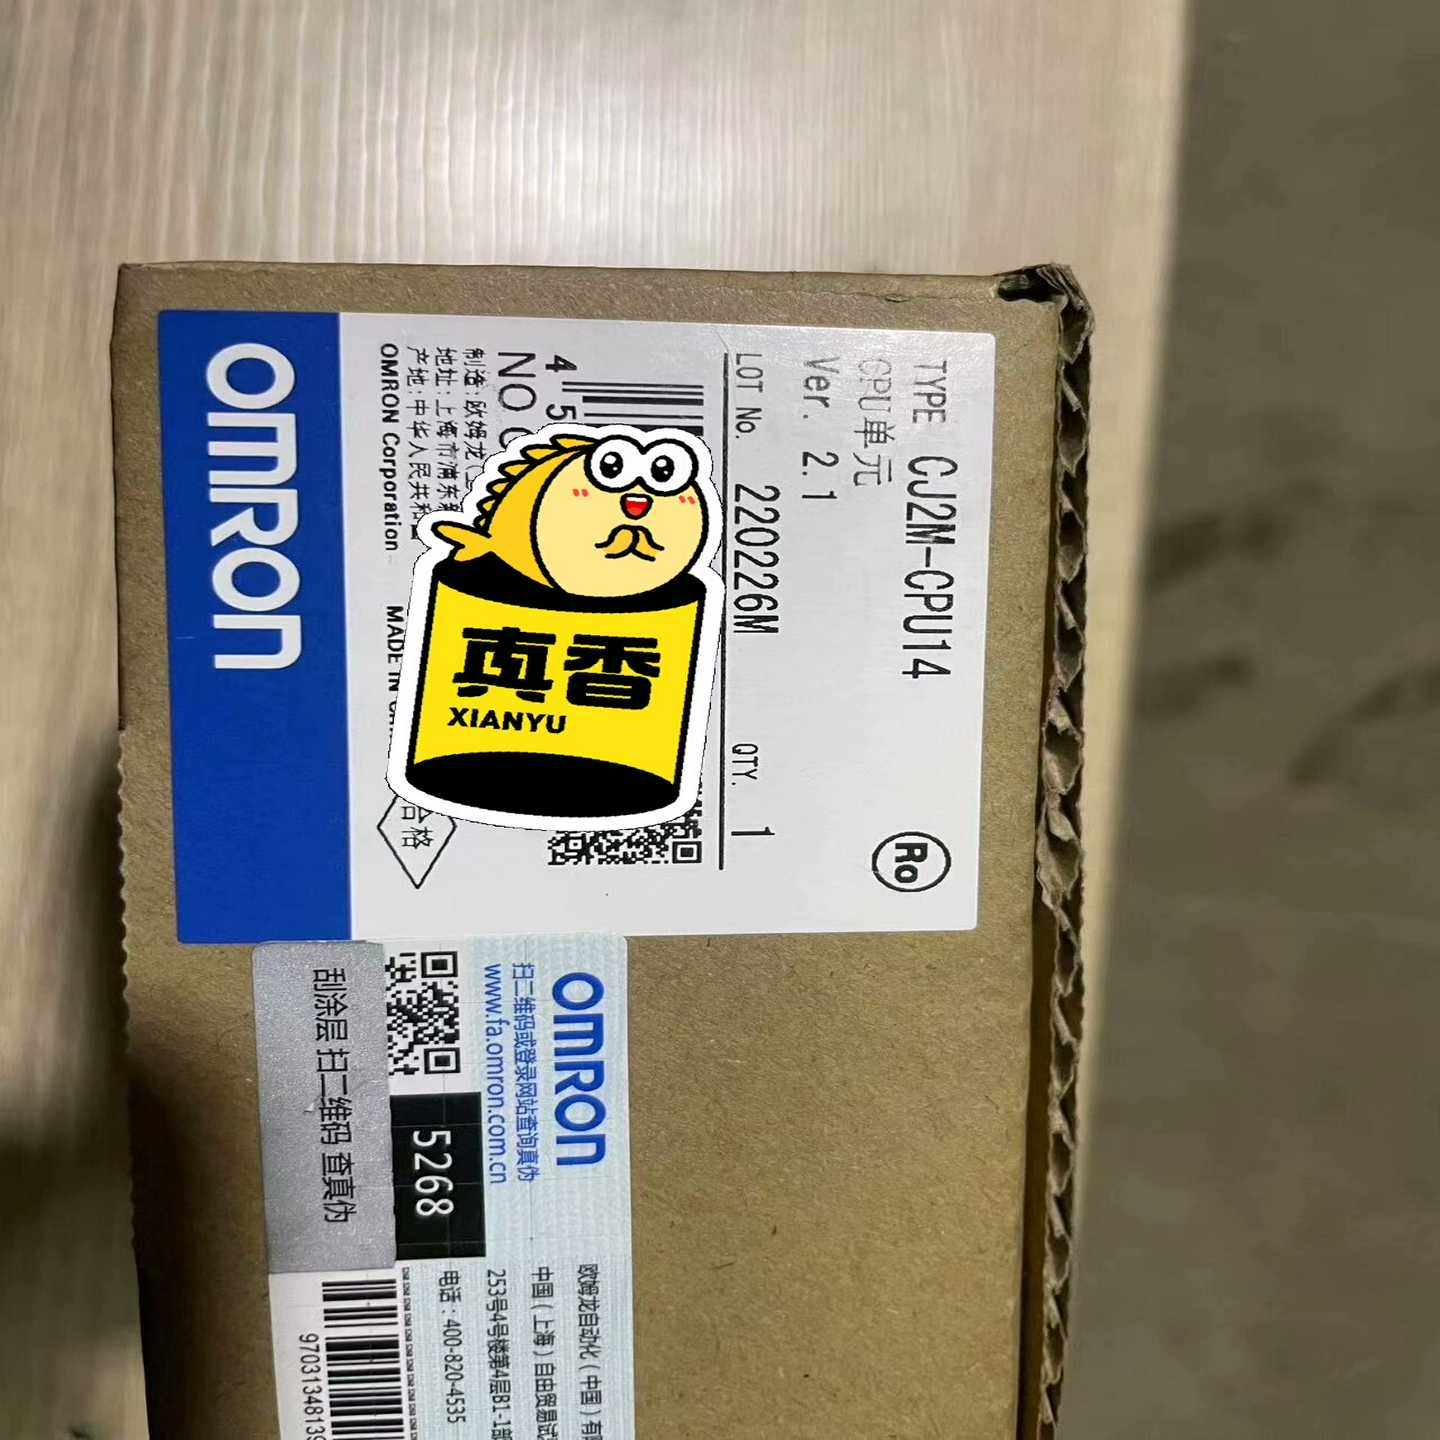 TYPE CJ2M-CPU14
CPU单元
Ver. 2.1
LOT No. 220226M QTY. 1
Ro
4 5
NO
制造:欧姆龙
地址:上海市浦东
产地:中华人民共和
OMRON Corporation MADE IN
合格
OMRON
真香
XIANYU
OMRON
扫二维码或登录网站查询真伪
www.fa.omron.com.cn
5268
刮涂层 扫二维码 查真伪
欧姆龙自动化(中国)有
中国(上海)自由贸易试
253号4号楼第4层B1-1部
电话:400-820-4535
970313481